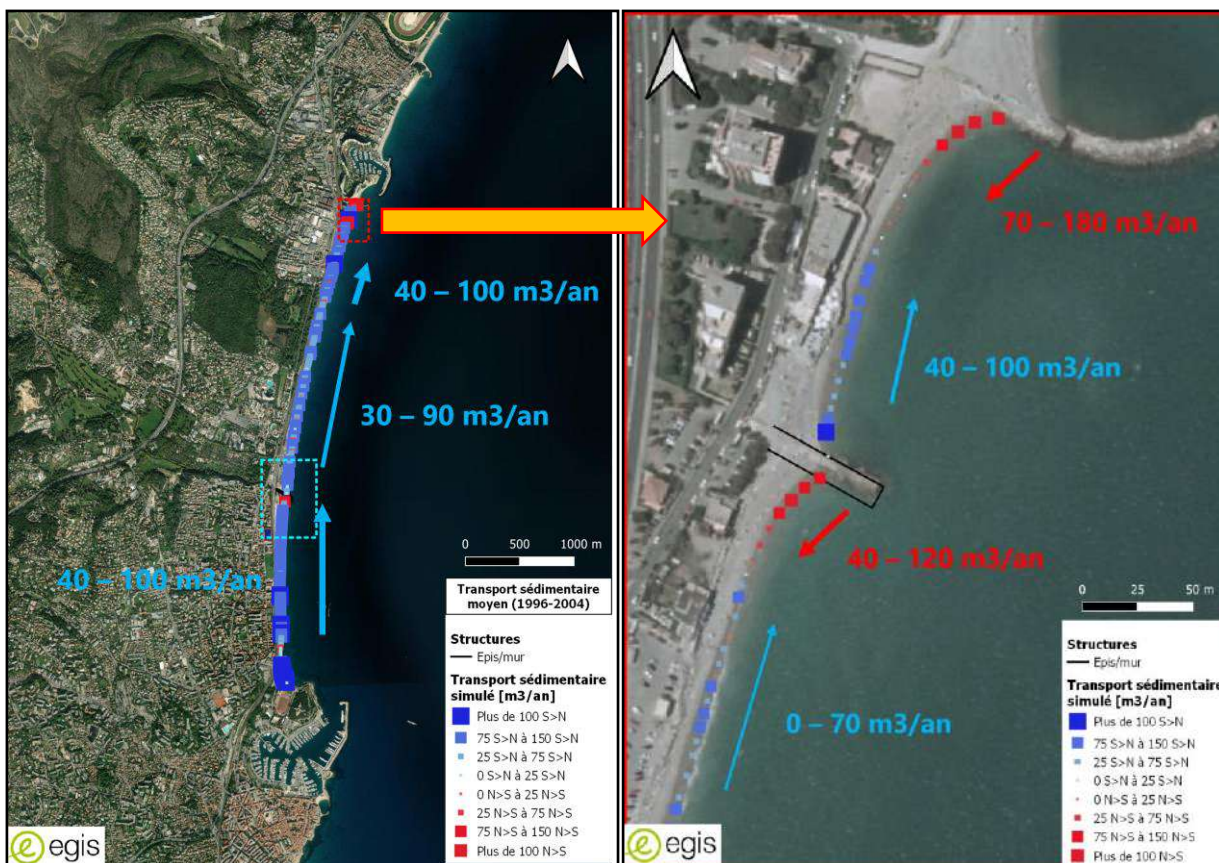 40 – 100 m3/an
30 – 90 m3/an
40 – 100 m3/an
0 500 1000 m
Transport sédimentaire
moyen (1996-2004)
Structures
Epis/mur
Transport sédimentaire
simulé [m3/an]
Plus de 100 S>N
75 S>N à 150 S>N
25 S>N à 75 S>N
0 S>N à 25 S>N
0 N>S à 25 N>S
25 N>S à 75 N>S
75 N>S à 150 N>S
Plus de 100 N>S
egis
70 – 180 m3/an
40 – 100 m3/an
40 – 120 m3/an
0 – 70 m3/an
0 25 50 m
Structures
Epis/mur
Transport sédimentaire
simulé [m3/an]
Plus de 100 S>N
75 S>N à 150 S>N
25 S>N à 75 S>N
0 S>N à 25 S>N
0 N>S à 25 N>S
25 N>S à 75 N>S
75 N>S à 150 N>S
Plus de 100 N>S
egis